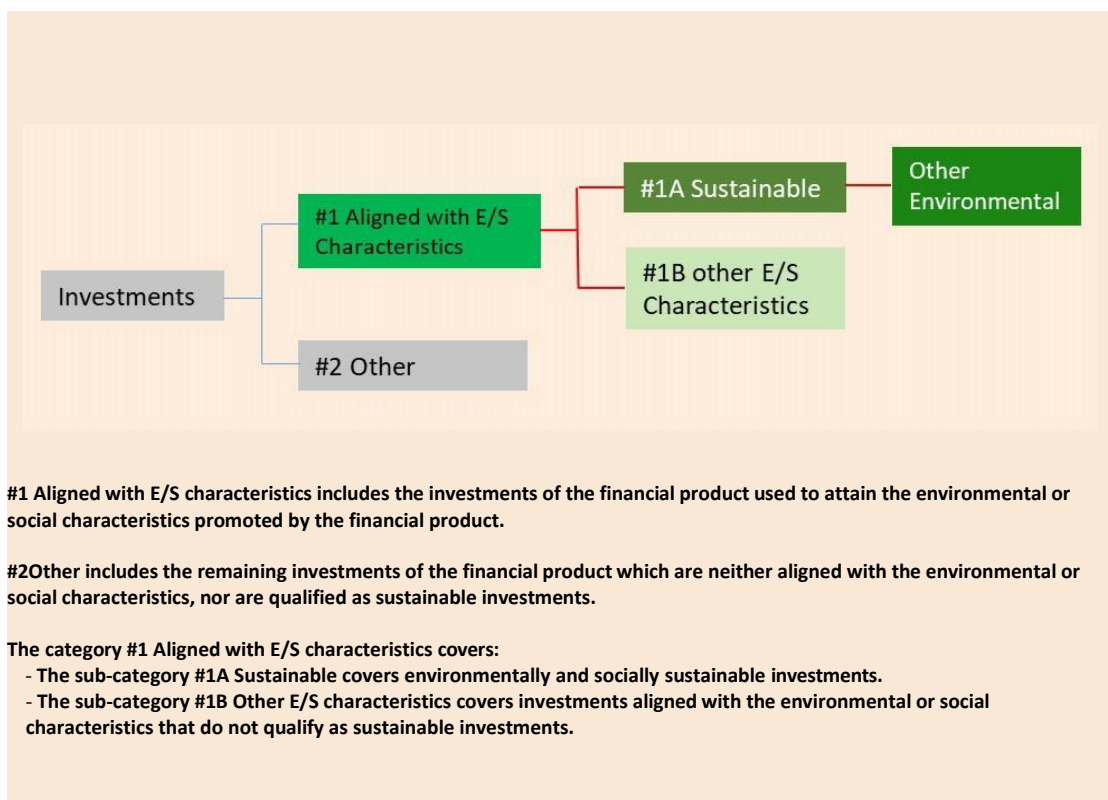 Investments
#1 Aligned with E/S
Characteristics
#2 Other
#1A Sustainable
#1B other E/S
Characteristics
Other
Environmental
#1 Aligned with E/S characteristics includes the investments of the financial product used to attain the environmental or
social characteristics promoted by the financial product.
#2Other includes the remaining investments of the financial product which are neither aligned with the environmental or
social characteristics, nor are qualified as sustainable investments.
The category #1 Aligned with E/S characteristics covers:
- The sub-category #1A Sustainable covers environmentally and socially sustainable investments.
- The sub-category #1B Other E/S characteristics covers investments aligned with the environmental or social
characteristics that do not qualify as sustainable investments.